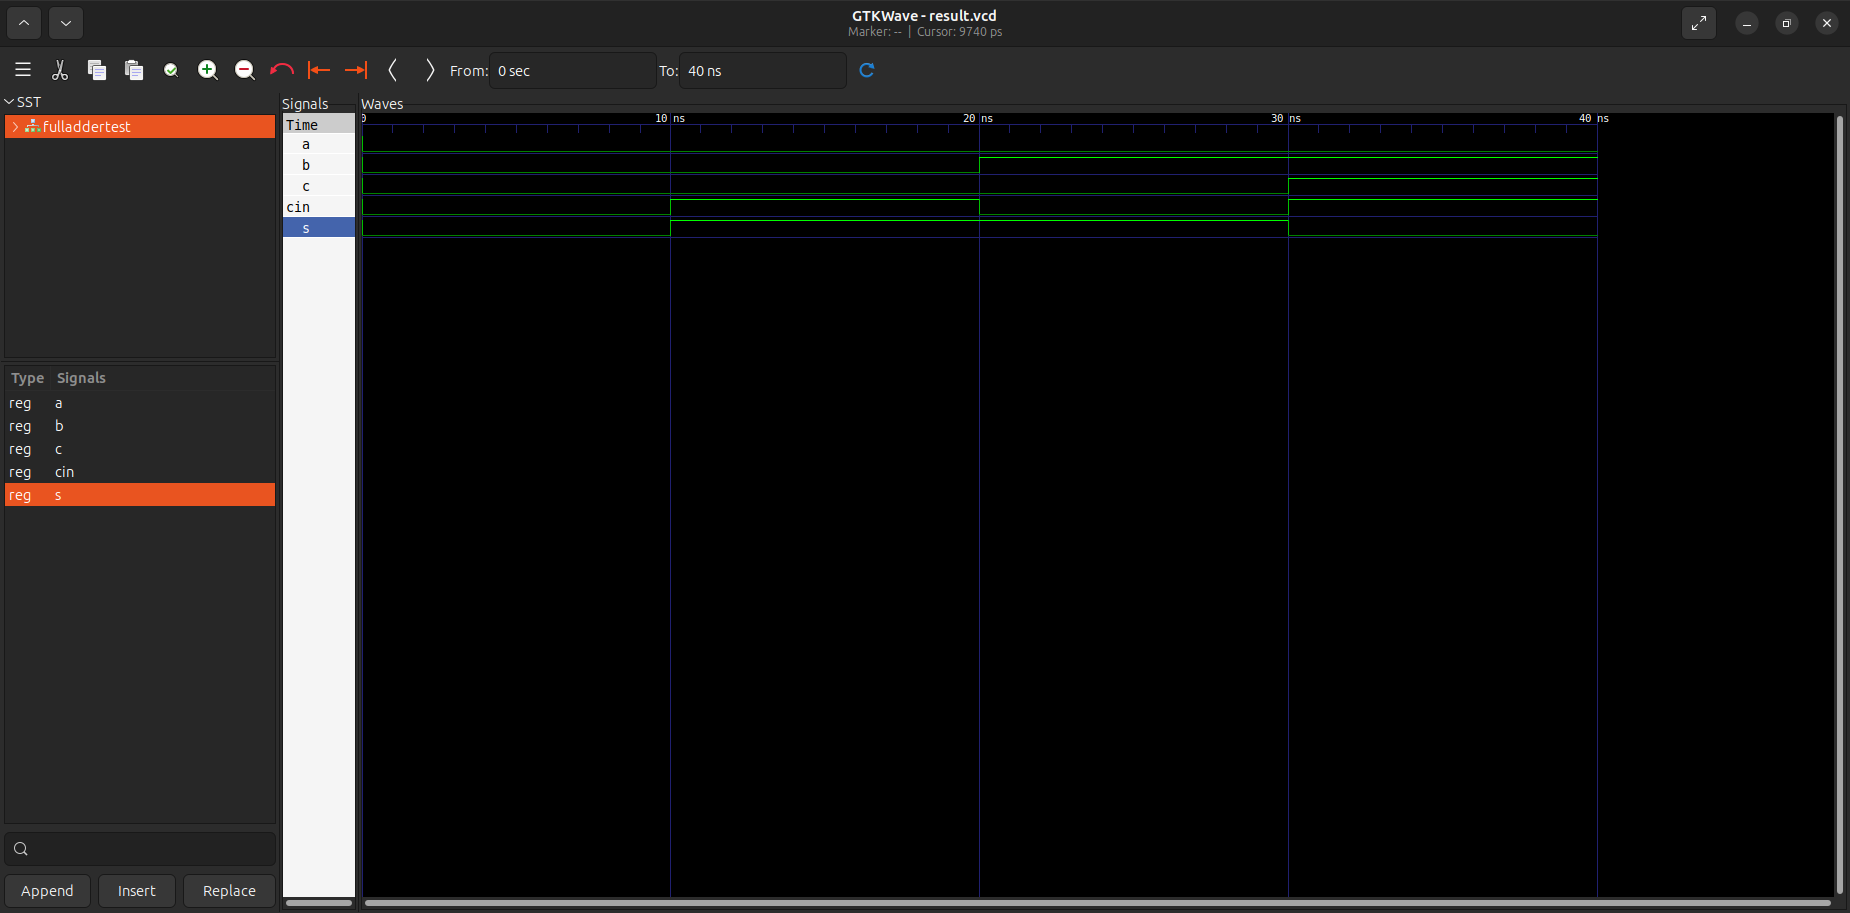 GTKWave - result.vcd
Marker: -- | Cursor: 9740 ps
From: 0 sec To: 40 ns
SST
fulladdertest
Type Signals
reg a
reg b
reg c
reg cin
reg s
Append Insert Replace
Signals
Time
a
b
c
cin
s
Waves
0 10 ns 20 ns 30 ns 40 ns